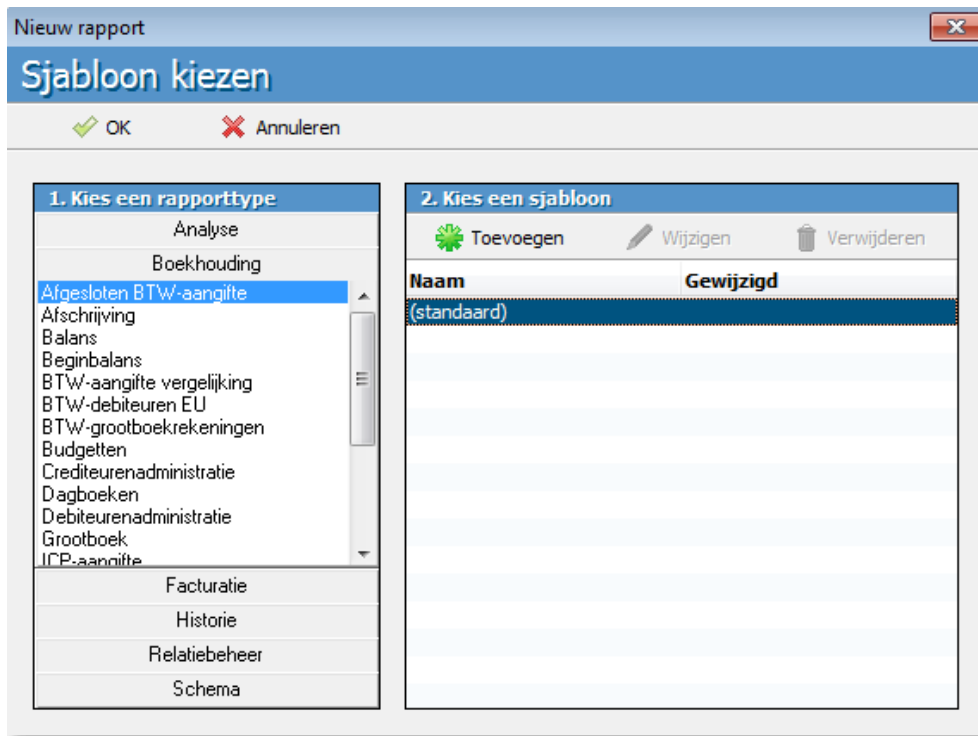 Nieuw rapport
Sjabloon kiezen
OK Annuleren
1. Kies een rapporttype
Analyse
Boekhouding
Afgesloten BTW-aangifte
Afschrijving
Balans
Beginbalans
BTW-aangifte vergelijking
BTW-debiteuren EU
BTW-grootboekrekeningen
Budgetten
Crediteurenadministratie
Dagboeken
Debiteurenadministratie
Grootboek
ICP-aangifte
Facturatie
Historie
Relatiebeheer
Schema
2. Kies een sjabloon
Toevoegen Wijzigen Verwijderen
Naam Gewijzigd
(standaard)